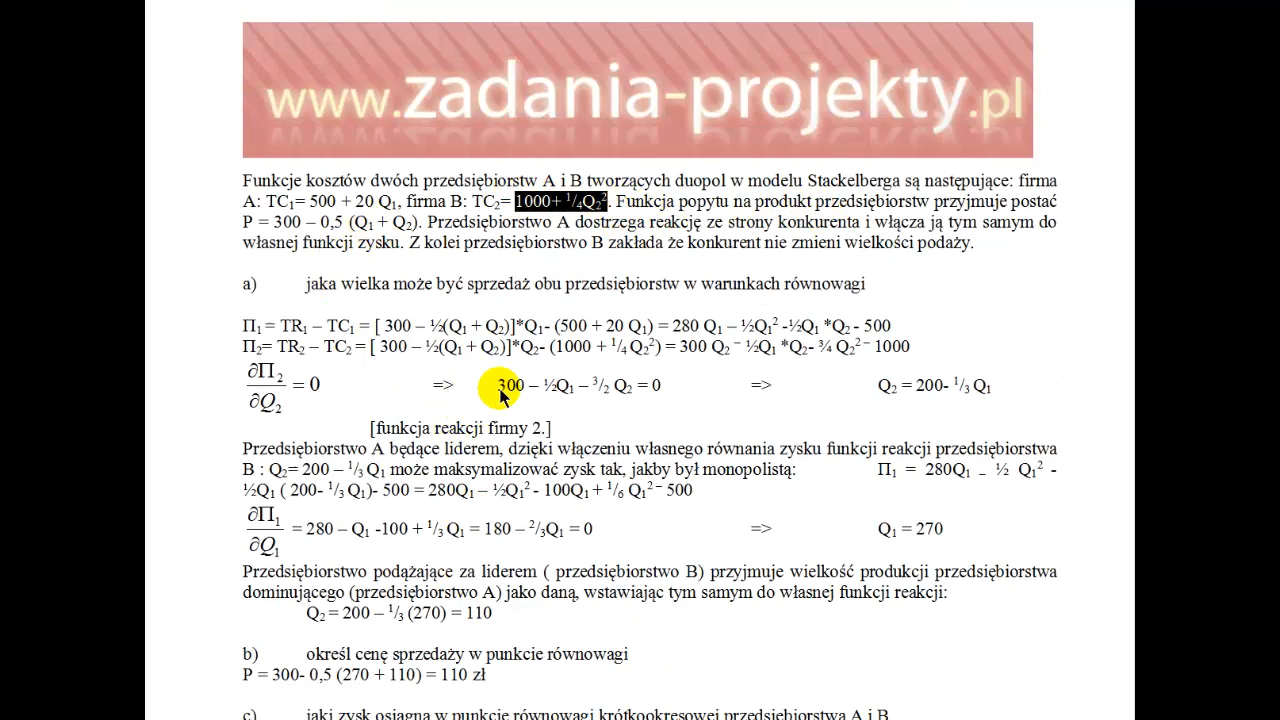 www.zadania-projekty.pl
Funkcje kosztów dwóch przedsiębiorstw A i B tworzących duopol w modelu Stackelberga są następujące: firma
A: TC₁= 500 + 20 Q₁, firma B: TC₂= 1000+ ¹/₄Q₂². Funkcja popytu na produkt przedsiębiorstw przyjmuje postać
P = 300 – 0,5 (Q₁ + Q₂). Przedsiębiorstwo A dostrzega reakcję ze strony konkurenta i włącza ją tym samym do
własnej funkcji zysku. Z kolei przedsiębiorstwo B zakłada że konkurent nie zmieni wielkości podaży.
a) jaka wielka może być sprzedaż obu przedsiębiorstw w warunkach równowagi
Π₁ = TR₁ – TC₁ = [ 300 – ½(Q₁ + Q₂)]*Q₁- (500 + 20 Q₁) = 280 Q₁ – ½Q₁² -½Q₁ *Q₂ - 500
Π₂= TR₂ – TC₂ = [ 300 – ½(Q₁ + Q₂)]*Q₂- (1000 + ¹/₄ Q₂²) = 300 Q₂ – ½Q₁ *Q₂- ¾ Q₂² – 1000
∂Π₂/∂Q₂ = 0 => 300 – ½Q₁ – ³/₂ Q₂ = 0 => Q₂ = 200- ¹/₃ Q₁
[funkcja reakcji firmy 2.]
Przedsiębiorstwo A będące liderem, dzięki włączeniu własnego równania zysku funkcji reakcji przedsiębiorstwa
B : Q₂= 200 – ¹/₃ Q₁ może maksymalizować zysk tak, jakby był monopolistą: Π₁ = 280Q₁ – ½ Q₁² -
½Q₁ ( 200- ¹/₃ Q₁)- 500 = 280Q₁ – ½Q₁² - 100Q₁ + ¹/₆ Q₁² – 500
∂Π₁/∂Q₁ = 280 – Q₁ -100 + ¹/₃ Q₁ = 180 – ²/₃Q₁ = 0 => Q₁ = 270
Przedsiębiorstwo podążające za liderem ( przedsiębiorstwo B) przyjmuje wielkość produkcji przedsiębiorstwa
dominującego (przedsiębiorstwo A) jako daną, wstawiając tym samym do własnej funkcji reakcji:
Q₂ = 200 – ¹/₃ (270) = 110
b) określ cenę sprzedaży w punkcie równowagi
P = 300- 0,5 (270 + 110) = 110 zł
c) jaki zysk osiągną w punkcie równowagi krótkookresowej przedsiębiorstwa A i B